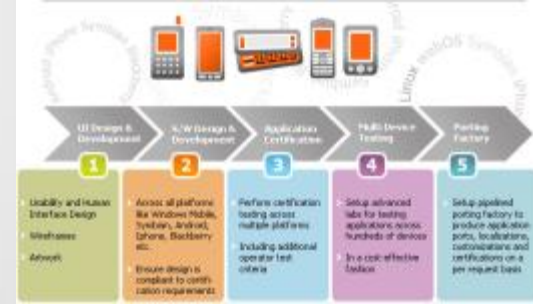 Linux webOS Symbian
UI Design &
Development
S/W Design &
Development
Application
Certification
Multi Device
Testing
Porting
Factory
1
2
3
4
5
Usability and Human
Interface Design
Wireframes
Artwork
Across all platforms
like Windows Mobile,
Symbian, Android,
Iphone, Blackberry
etc.
Ensure design is
compliant to certifi-
cation requirements
Perform certification
testing across
multiple platforms
Including additional
operator test
criteria
Setup advanced
labs for testing
applications across
hundreds of devices
In a cost-effective
fashion
Setup pipelined
porting factory to
produce application
ports, localizations,
customizations and
certifications on a
per request basis